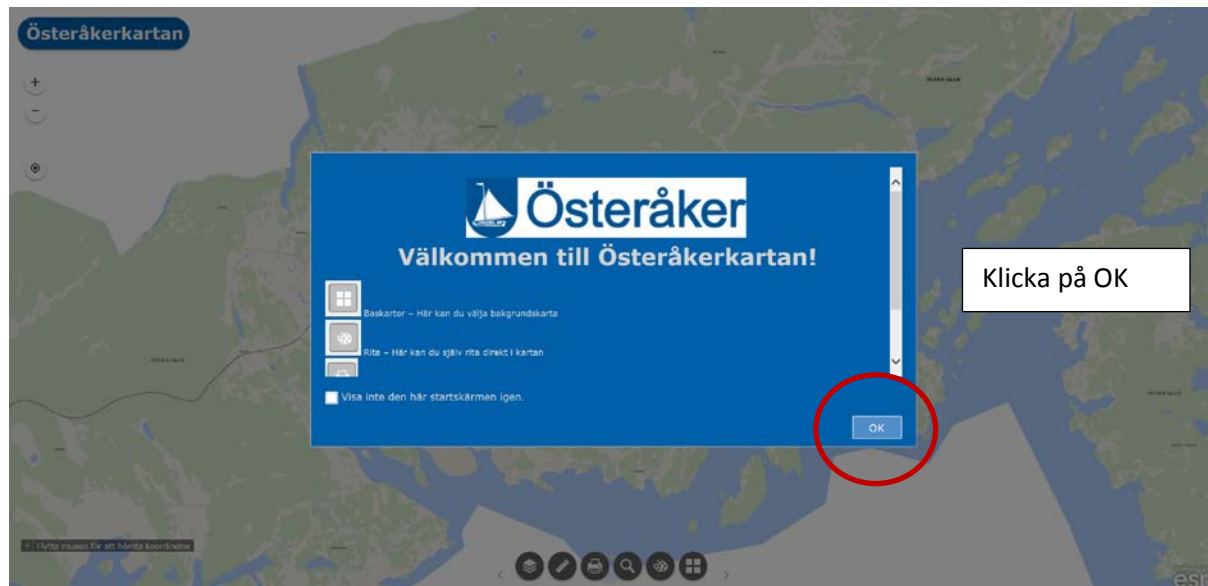 Österåkerkartan
+
−
Österåker
Välkommen till Österåkerkartan!
Baskartor – Här kan du välja bakgrundskarta
Rita – Här kan du själv rita direkt i kartan
Visa inte den här startskärmen igen.
OK
Klicka på OK
Flytta musen för att hämta koordinater
esri